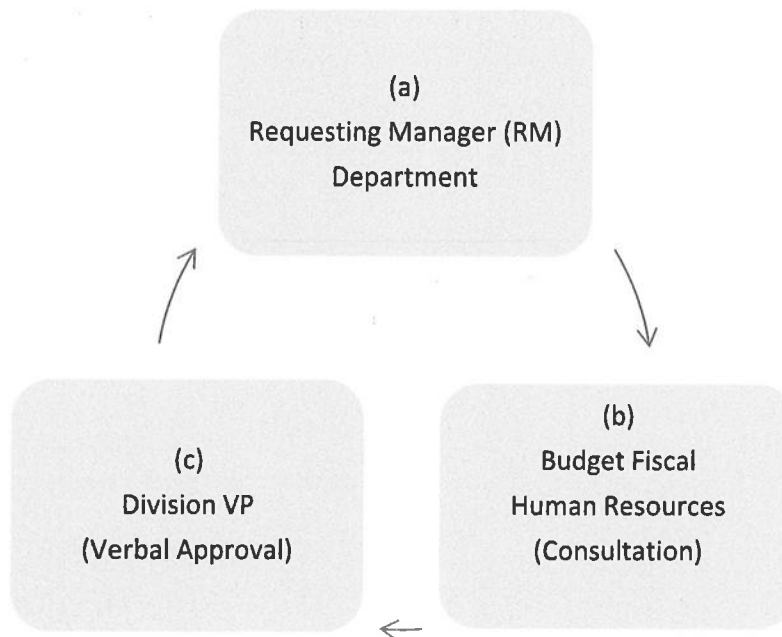 (a)
Requesting Manager (RM)
Department
(b)
Budget Fiscal
Human Resources
(Consultation)
(c)
Division VP
(Verbal Approval)